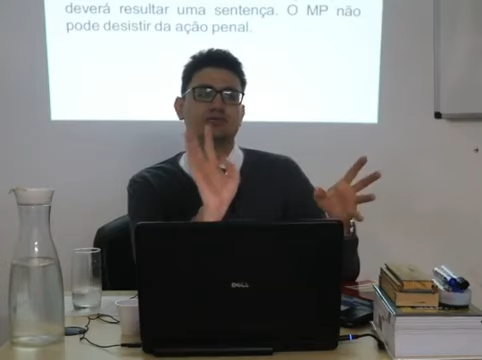 deverá resultar uma sentença. O MP não
pode desistir da ação penal.
DELL